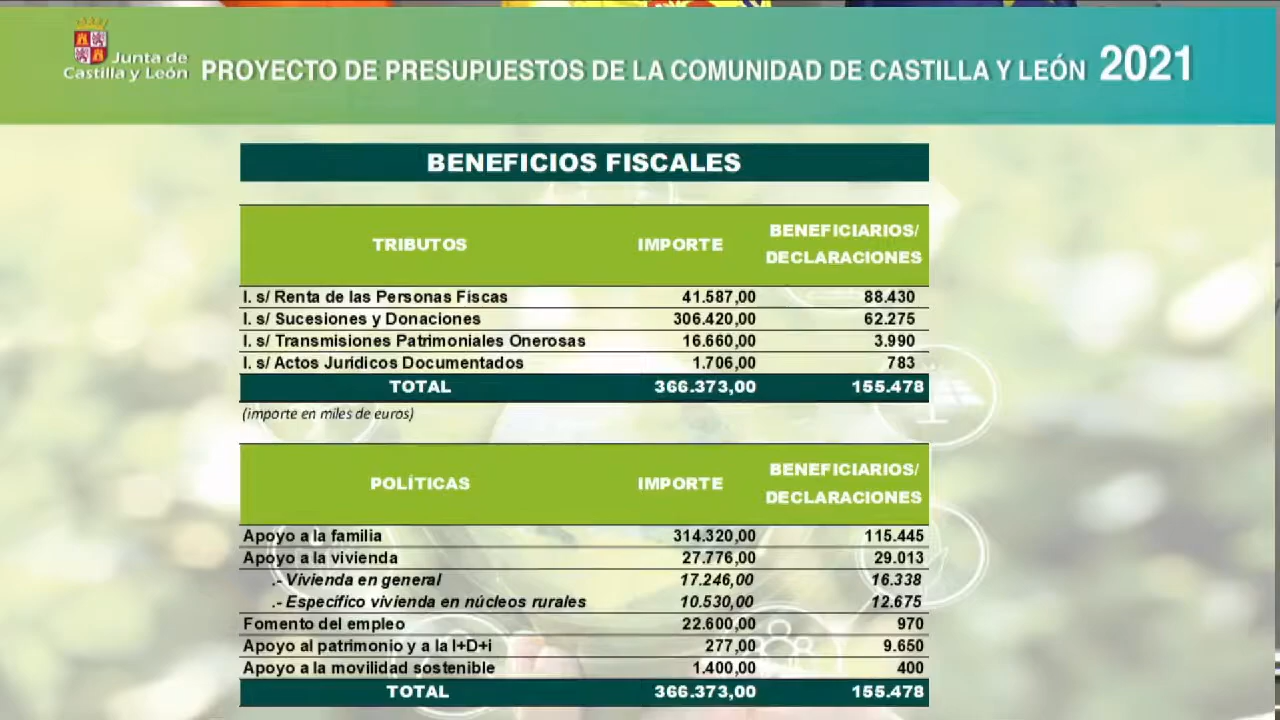 Junta de
Castilla y León
PROYECTO DE PRESUPUESTOS DE LA COMUNIDAD DE CASTILLA Y LEÓN 2021
BENEFICIOS FISCALES
TRIBUTOS IMPORTE BENEFICIARIOS/
DECLARACIONES
I. s/ Renta de las Personas Fiscas 41.587,00 88.430
I. s/ Sucesiones y Donaciones 306.420,00 62.275
I. s/ Transmisiones Patrimoniales Onerosas 16.660,00 3.990
I. s/ Actos Jurídicos Documentados 1.706,00 783
TOTAL 366.373,00 155.478
(importe en miles de euros)
POLÍTICAS IMPORTE BENEFICIARIOS/
DECLARACIONES
Apoyo a la familia 314.320,00 115.445
Apoyo a la vivienda 27.776,00 29.013
.- Vivienda en general 17.246,00 16.338
.- Específico vivienda en núcleos rurales 10.530,00 12.675
Fomento del empleo 22.600,00 970
Apoyo al patrimonio y a la I+D+i 277,00 9.650
Apoyo a la movilidad sostenible 1.400,00 400
TOTAL 366.373,00 155.478